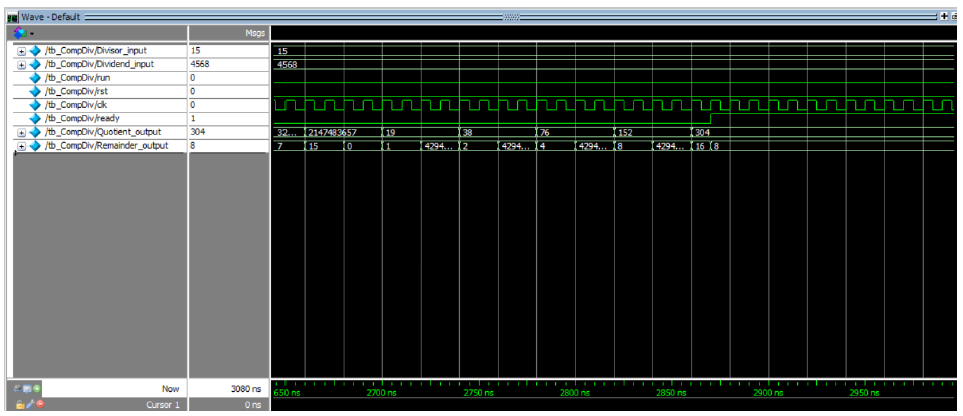 Wave - Default
Msgs
/tb_CompDiv/Divisor_input 15 15
/tb_CompDiv/Dividend_input 4568 4568
/tb_CompDiv/run 0
/tb_CompDiv/rst 0
/tb_CompDiv/clk 0
/tb_CompDiv/ready 1
/tb_CompDiv/Quotient_output 304 32... 2147483657 19 38 76 152 304
/tb_CompDiv/Remainder_output 8 7 15 0 1 4294... 2 4294... 4 4294... 8 4294... 16 8
Now 3080 ns 650 ns 2700 ns 2750 ns 2800 ns 2850 ns 2900 ns 2950 ns
Cursor 1 0 ns